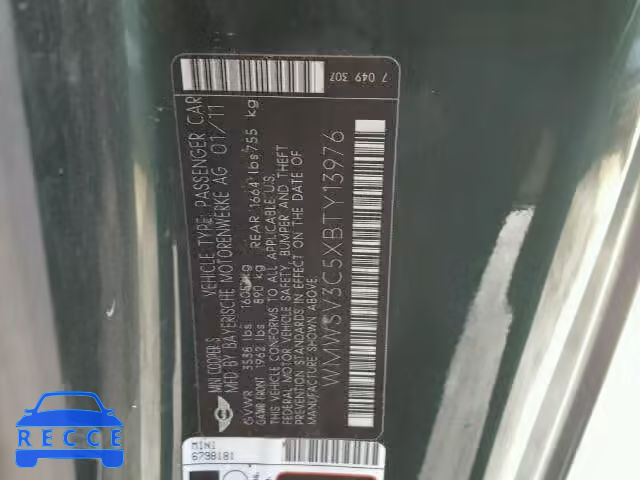 7 049 307
MINI COOPER S VEHICLE TYPE: PASSENGER CAR
MFD BY BAYERISCHE MOTORENWERKE AG 01/11
GVWR 3538 lbs 1605 kg
GAWR FRONT 1962 lbs 890 kg REAR 1664 lbs 755 kg
THIS VEHICLE CONFORMS TO ALL APPLICABLE U.S.
FEDERAL MOTOR VEHICLE SAFETY, BUMPER AND THEFT
PREVENTION STANDARDS IN EFFECT ON THE DATE OF
MANUFACTURE SHOWN ABOVE.
WMWSV3C5XBTY13976
MINI
6798181
RECCE